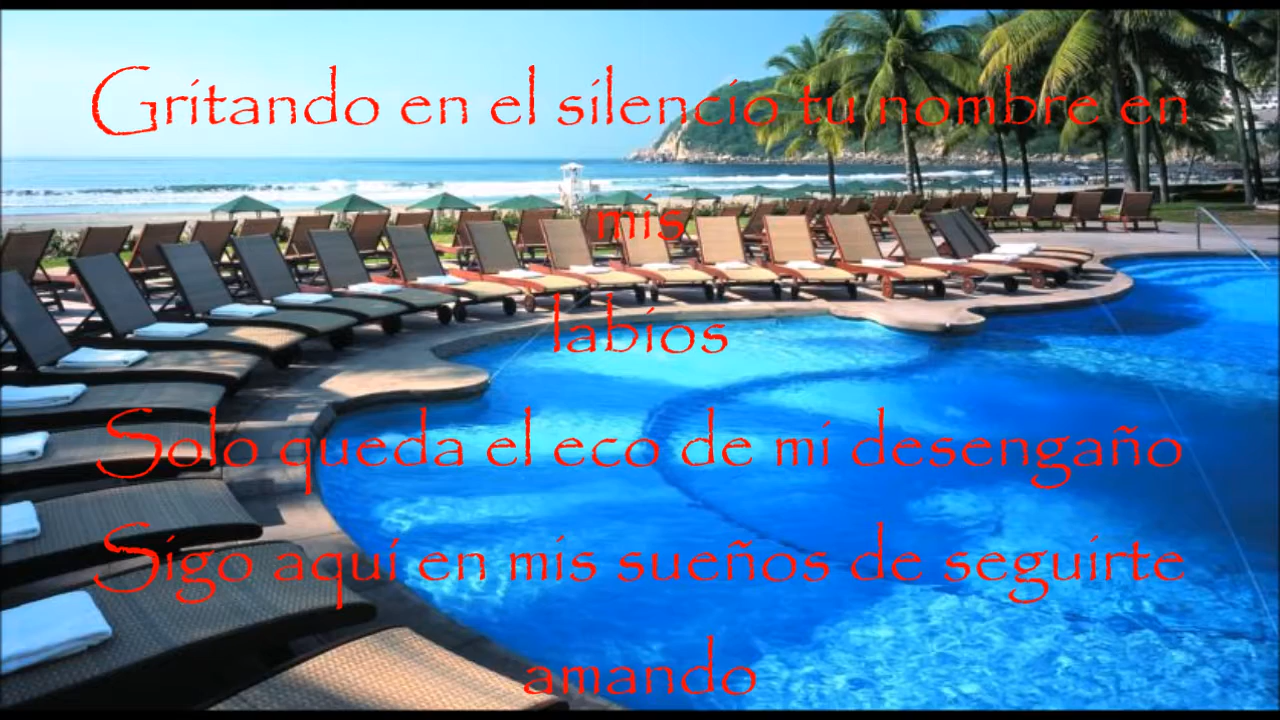 Gritando en el silencio tu nombre en
mis
labios
Solo queda el eco de mi desengaño
Sigo aquí en mis sueños de seguirte
amando